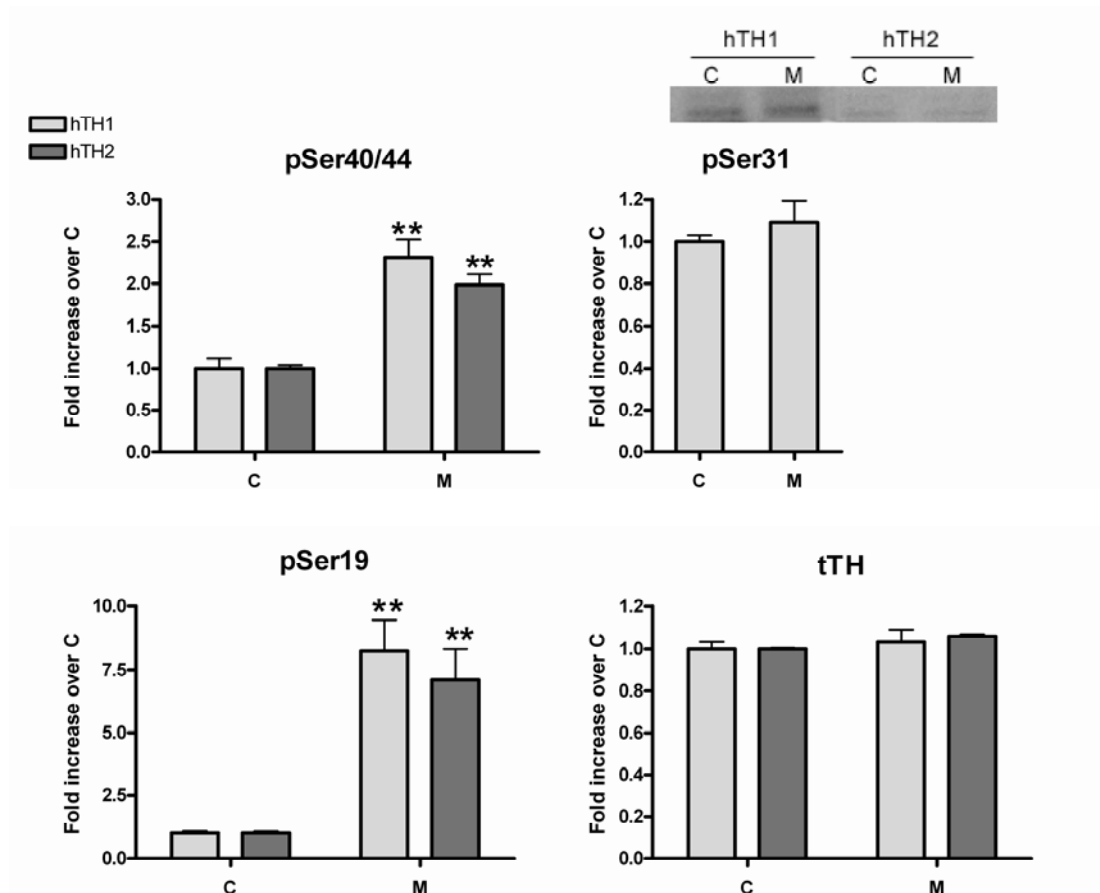 hTH1 hTH2
C M C M
hTH1
hTH2
pSer40/44
Fold increase over C
3.0
2.5
2.0
1.5
1.0
0.5
0.0
** **
C M
pSer31
Fold increase over C
1.2
1.0
0.8
0.6
0.4
0.2
0.0
C M
pSer19
Fold increase over C
10.0
7.5
5.0
2.5
0.0
** **
C M
tTH
Fold increase over C
1.2
1.0
0.8
0.6
0.4
0.2
0.0
C M